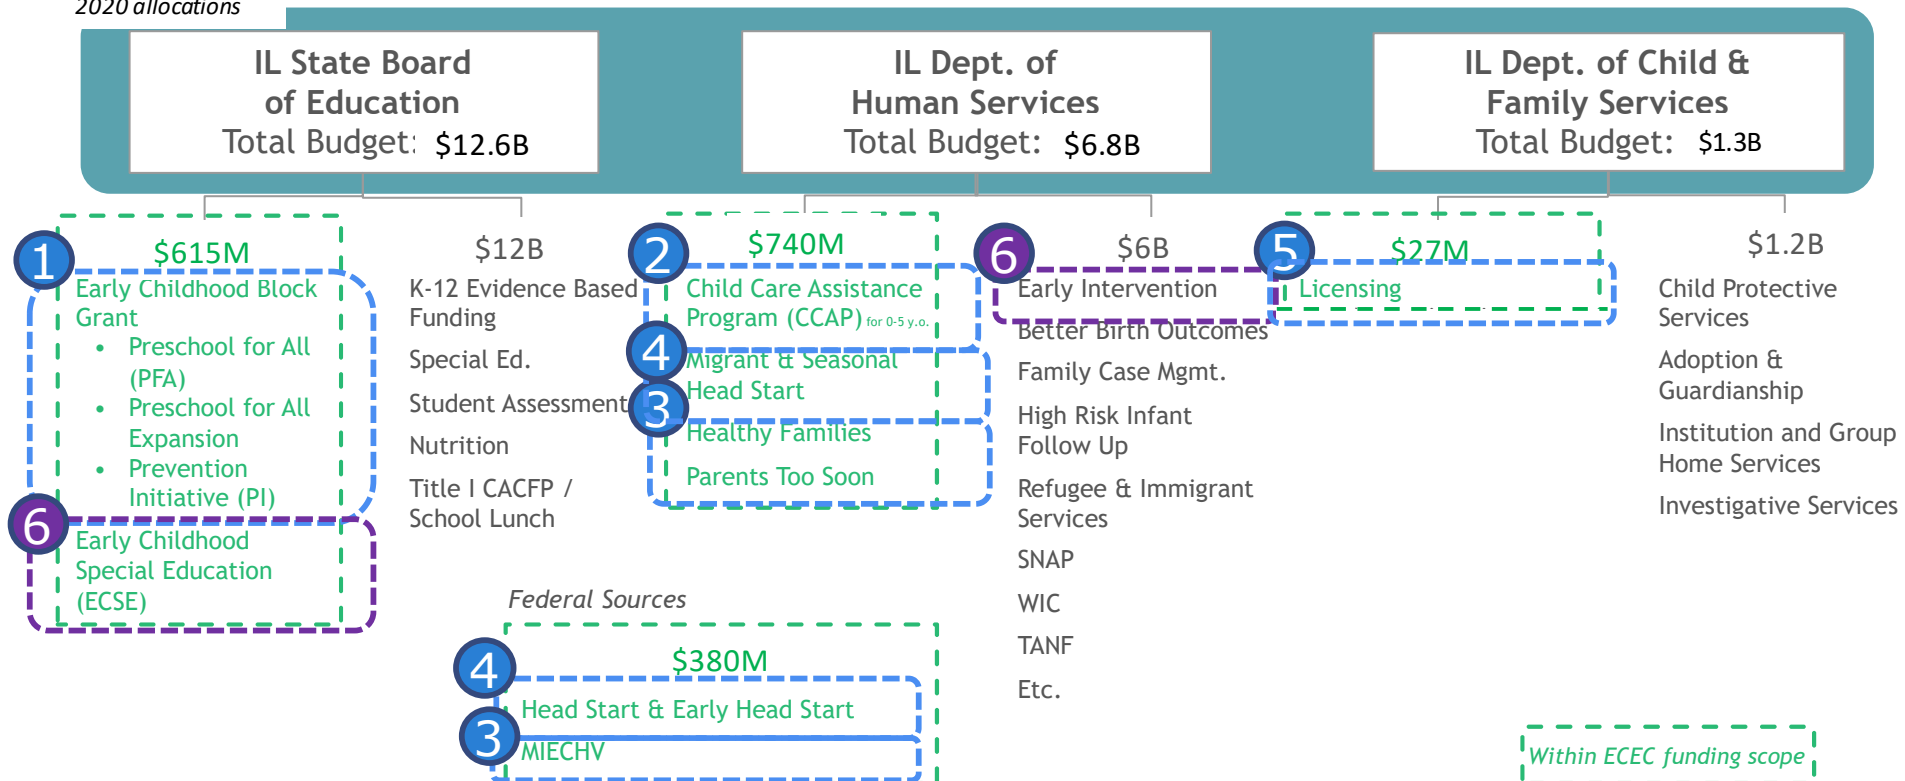 2020 allocations
IL State Board
of Education
Total Budget: $12.6B
IL Dept. of
Human Services
Total Budget: $6.8B
IL Dept. of Child &
Family Services
Total Budget: $1.3B
1
$615M
Early Childhood Block
Grant
• Preschool for All
(PFA)
• Preschool for All
Expansion
• Prevention
Initiative (PI)
6
Early Childhood
Special Education
(ECSE)
$12B
K-12 Evidence Based
Funding
Special Ed.
Student Assessment
Nutrition
Title I CACFP /
School Lunch
2
$740M
Child Care Assistance
Program (CCAP) for 0-5 y.o.
4
Migrant & Seasonal
Head Start
3
Healthy Families
Parents Too Soon
6
$6B
Early Intervention
Better Birth Outcomes
Family Case Mgmt.
High Risk Infant
Follow Up
Refugee & Immigrant
Services
SNAP
WIC
TANF
Etc.
5
$27M
Licensing
$1.2B
Child Protective
Services
Adoption &
Guardianship
Institution and Group
Home Services
Investigative Services
Federal Sources
$380M
4
Head Start & Early Head Start
3
MIECHV
Within ECEC funding scope